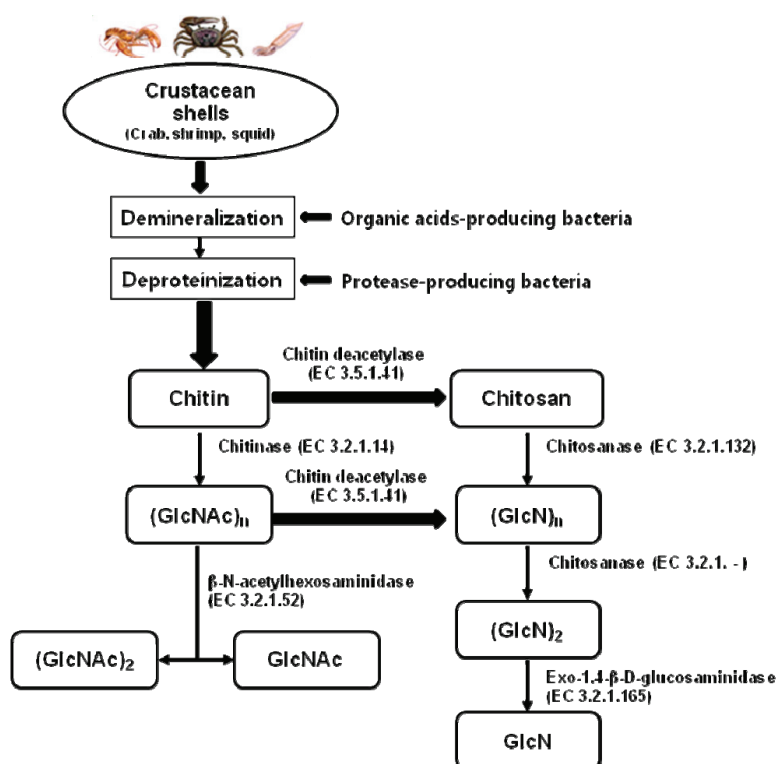 Crustacean
shells
(Crab, shrimp, squid)
Demineralization
Organic acids-producing bacteria
Deproteinization
Protease-producing bacteria
Chitin deacetylase
(EC 3.5.1.41)
Chitin
Chitosan
Chitinase (EC 3.2.1.14)
Chitosanase (EC 3.2.1.132)
Chitin deacetylase
(EC 3.5.1.41)
(GlcNAc)n
(GlcN)n
Chitosanase (EC 3.2.1. -)
β-N-acetylhexosaminidase
(EC 3.2.1.52)
(GlcN)2
(GlcNAc)2
GlcNAc
Exo-1,4-β-D-glucosaminidase
(EC 3.2.1.165)
GlcN